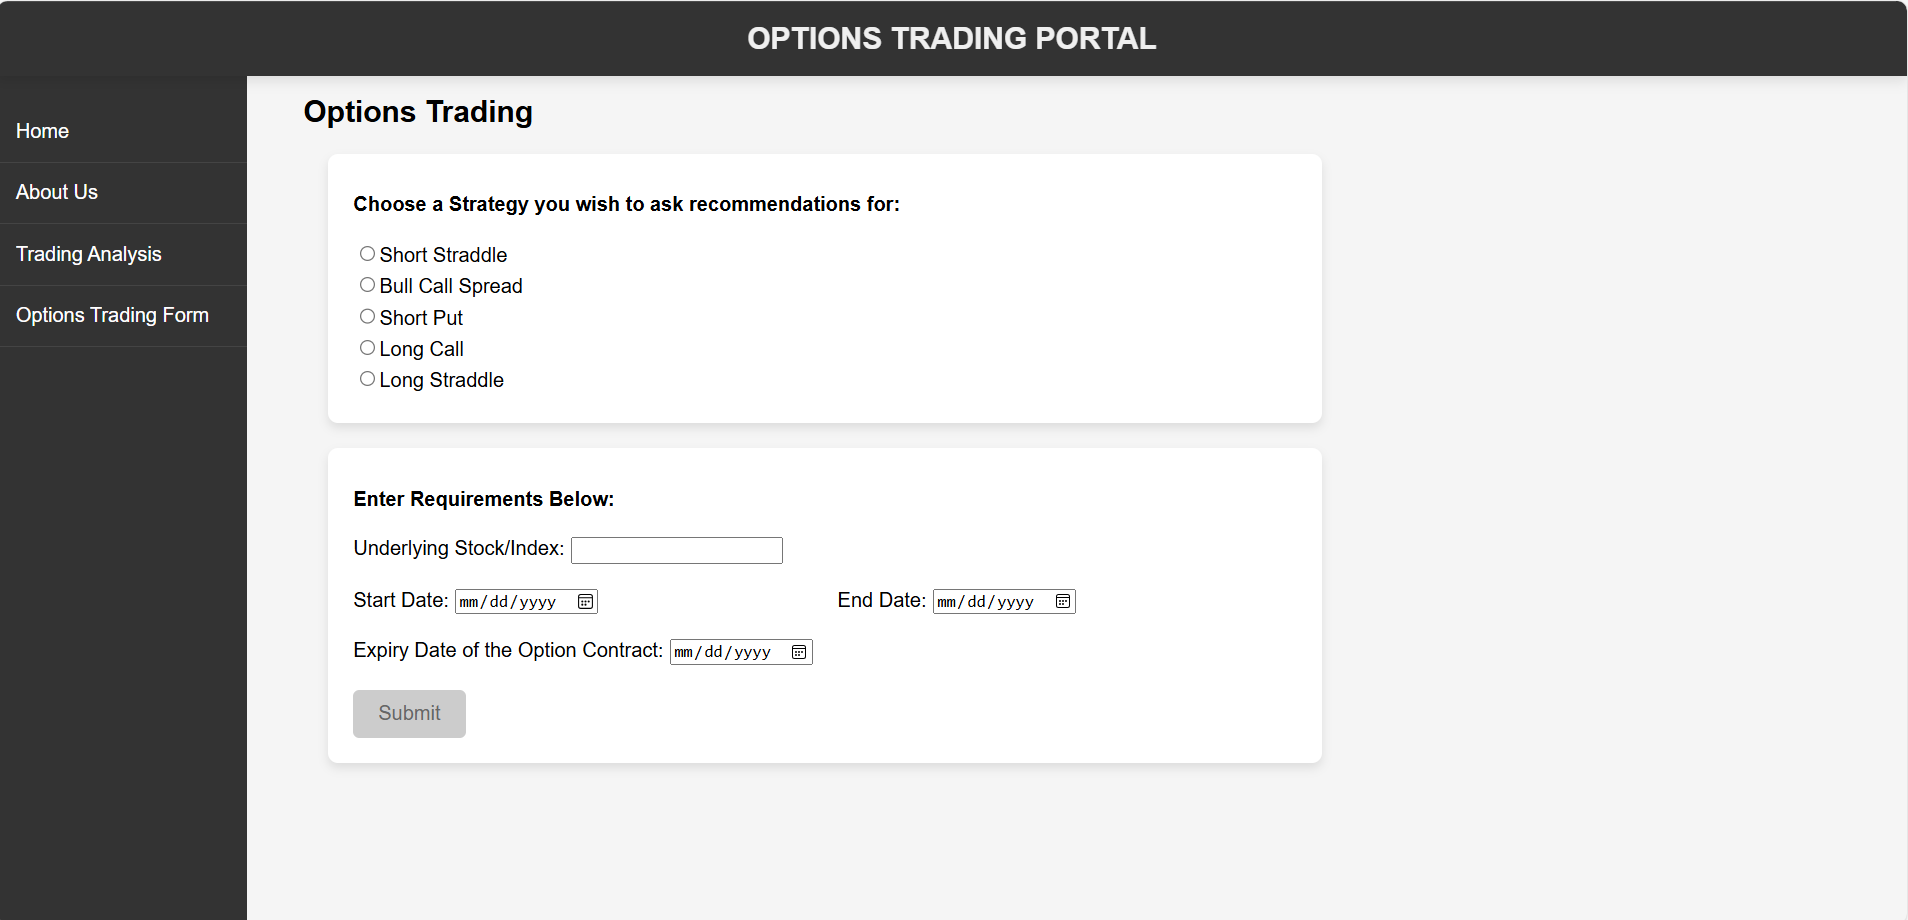 OPTIONS TRADING PORTAL
Home
About Us
Trading Analysis
Options Trading Form
Options Trading
Choose a Strategy you wish to ask recommendations for:
Short Straddle
Bull Call Spread
Short Put
Long Call
Long Straddle
Enter Requirements Below:
Underlying Stock/Index:
Start Date: mm/dd/yyyy End Date: mm/dd/yyyy
Expiry Date of the Option Contract: mm/dd/yyyy
Submit